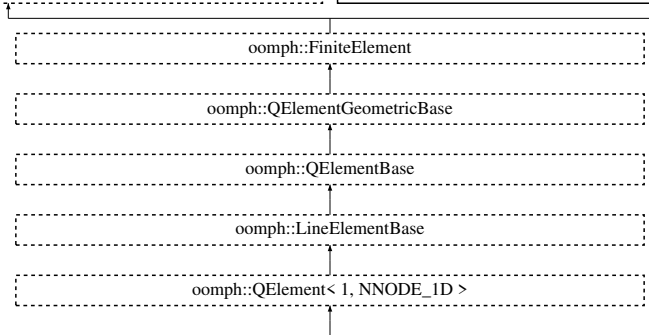 oomph::FiniteElement
oomph::QElementGeometricBase
oomph::QElementBase
oomph::LineElementBase
oomph::QElement< 1, NNODE_1D >